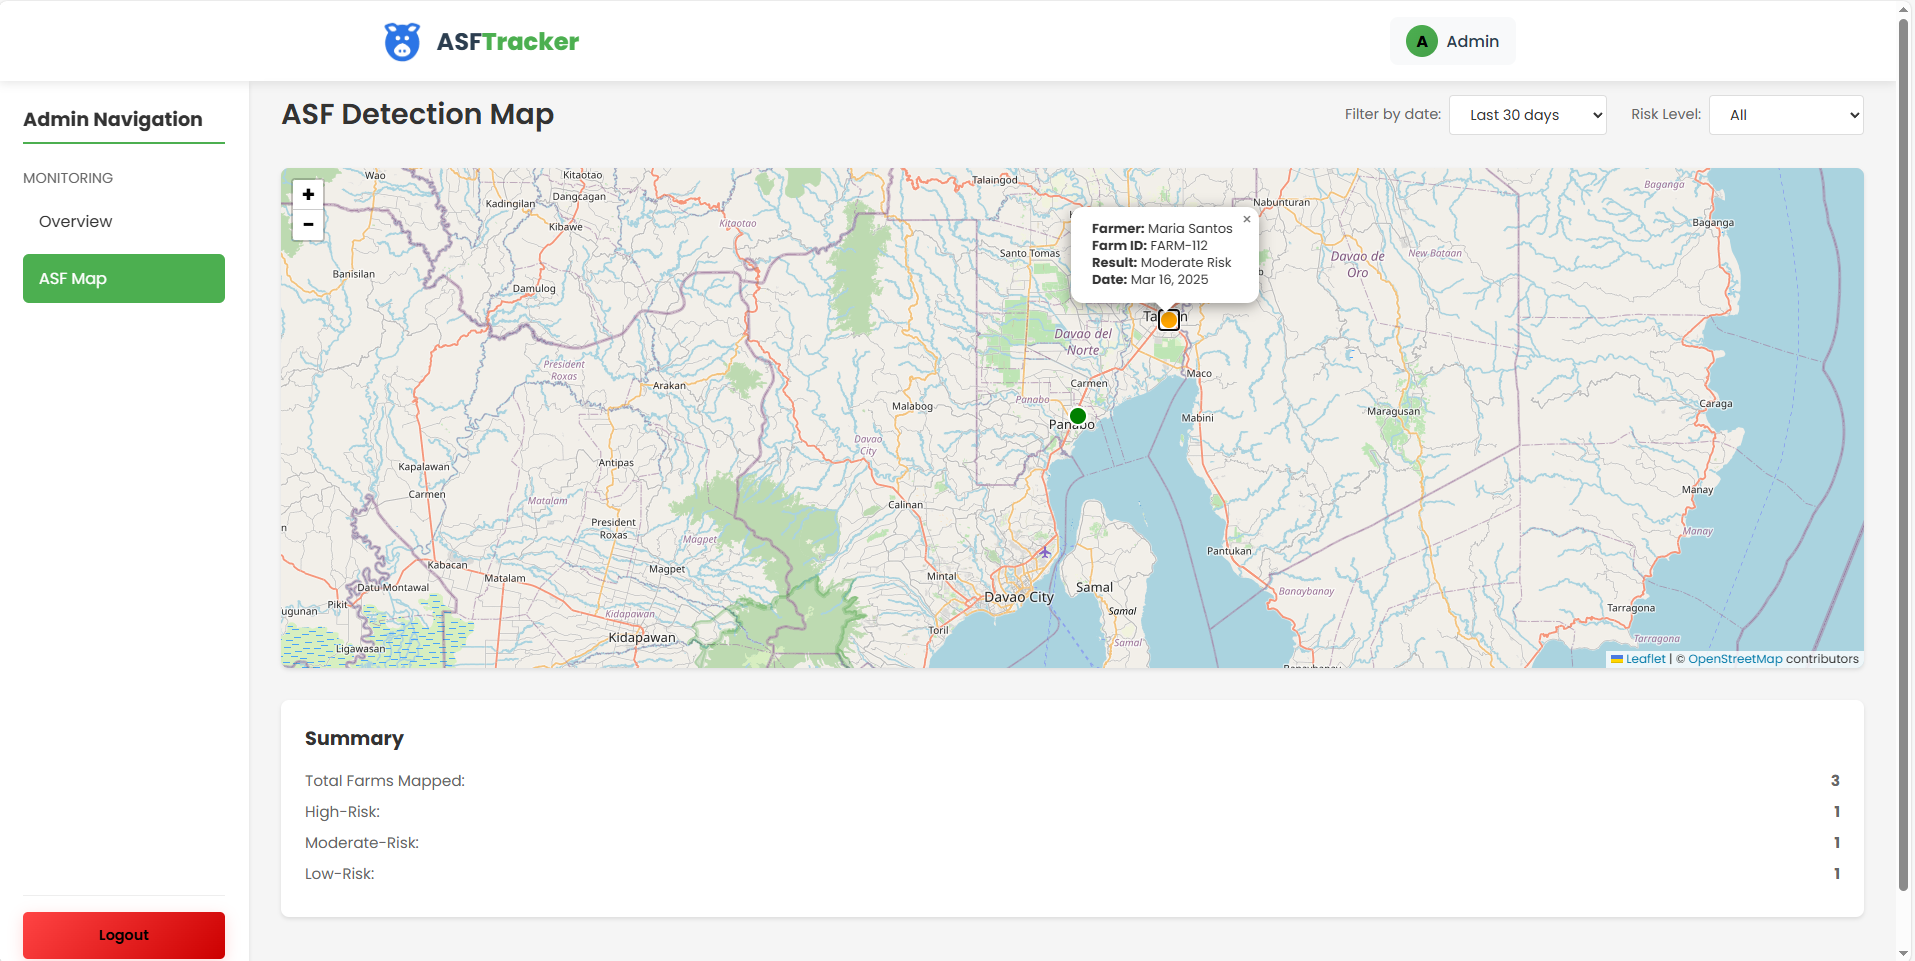 ASFTracker
A Admin
Admin Navigation
MONITORING
Overview
ASF Map
Logout
ASF Detection Map
Filter by date: Last 30 days
Risk Level: All
+
−
Farmer: Maria Santos
Farm ID: FARM-112
Result: Moderate Risk
Date: Mar 16, 2025
×
Wao
Kitaotao
Talaingod
Baganga
Kadingilan
Dangcagan
Nabunturan
Kibawe
Kitaotao
Baganga
Banisilan
Santo Tomas
Davao de
Oro
New Bataan
Damulog
Davao del
Norte
President
Roxas
Arakan
Carmen
Maco
Panabo
Malabog
Mabini
Maragusan
Caraga
Panabo
Davao
City
Kapalawan
Antipas
Carmen
Matalam
Calinan
Manay
President
Roxas
Magpet
Manay
Pantukan
Kabacan
Matalam
Magpet
Mintal
Datu Montawal
Samal
Banaybanay
Davao City
Pikit
Kidapawan
Samal
Tarragona
Kidapawan
Toril
Samal
Tarragona
Ligawasan
Leaflet | © OpenStreetMap contributors
Summary
Total Farms Mapped: 3
High-Risk: 1
Moderate-Risk: 1
Low-Risk: 1